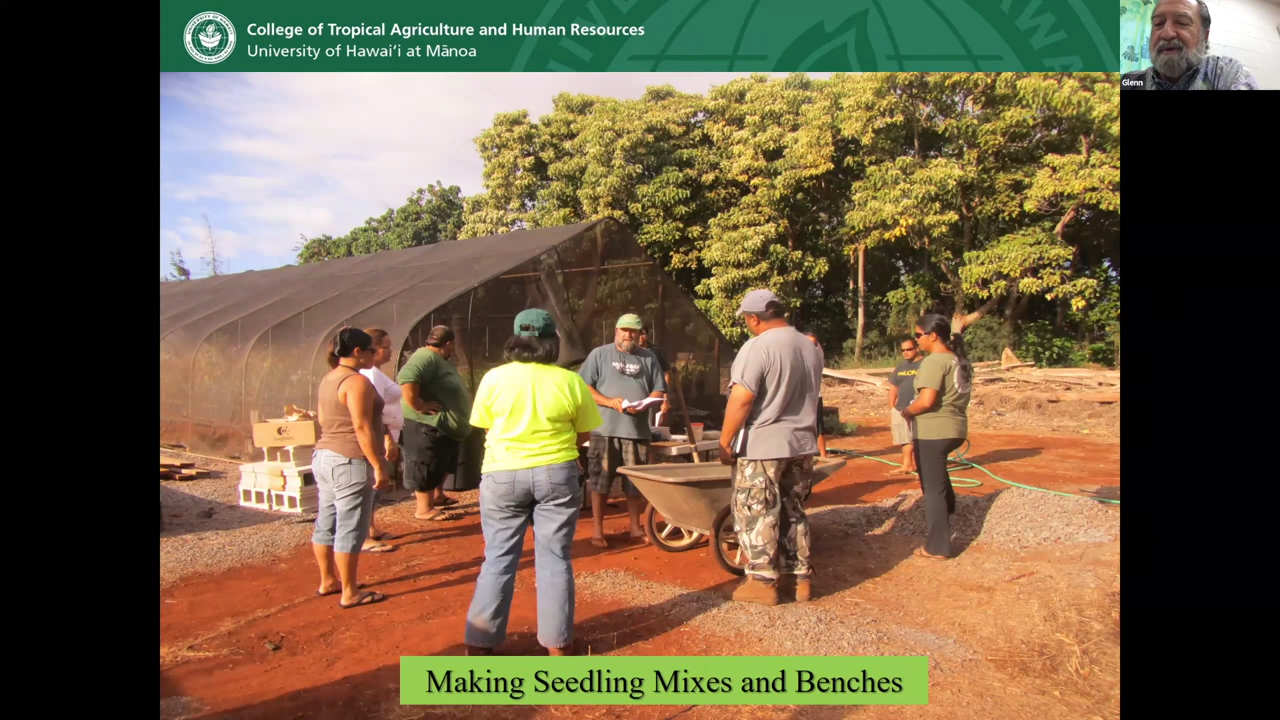 College of Tropical Agriculture and Human Resources
University of Hawaiʻi at Mānoa
Glenn
Making Seedling Mixes and Benches